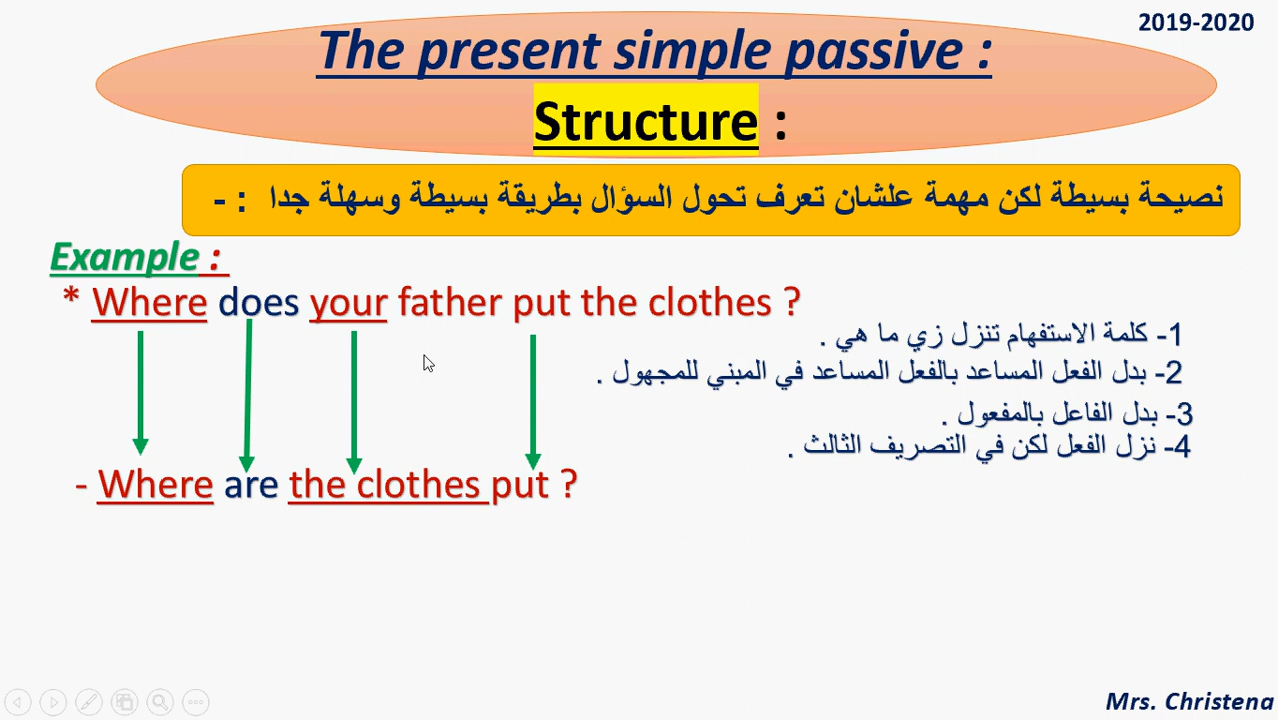 2019-2020
The present simple passive :
Structure :
نصيحة بسيطة لكن مهمة علشان تعرف تحول السؤال بطريقة بسيطة وسهلة جدا : -
Example :
* Where does your father put the clothes ?
1- كلمة الاستفهام تنزل زي ما هي .
2- بدل الفعل المساعد بالفعل المساعد في المبني للمجهول .
3- بدل الفاعل بالمفعول .
4- نزل الفعل لكن في التصريف الثالث .
- Where are the clothes put ?
Mrs. Christena